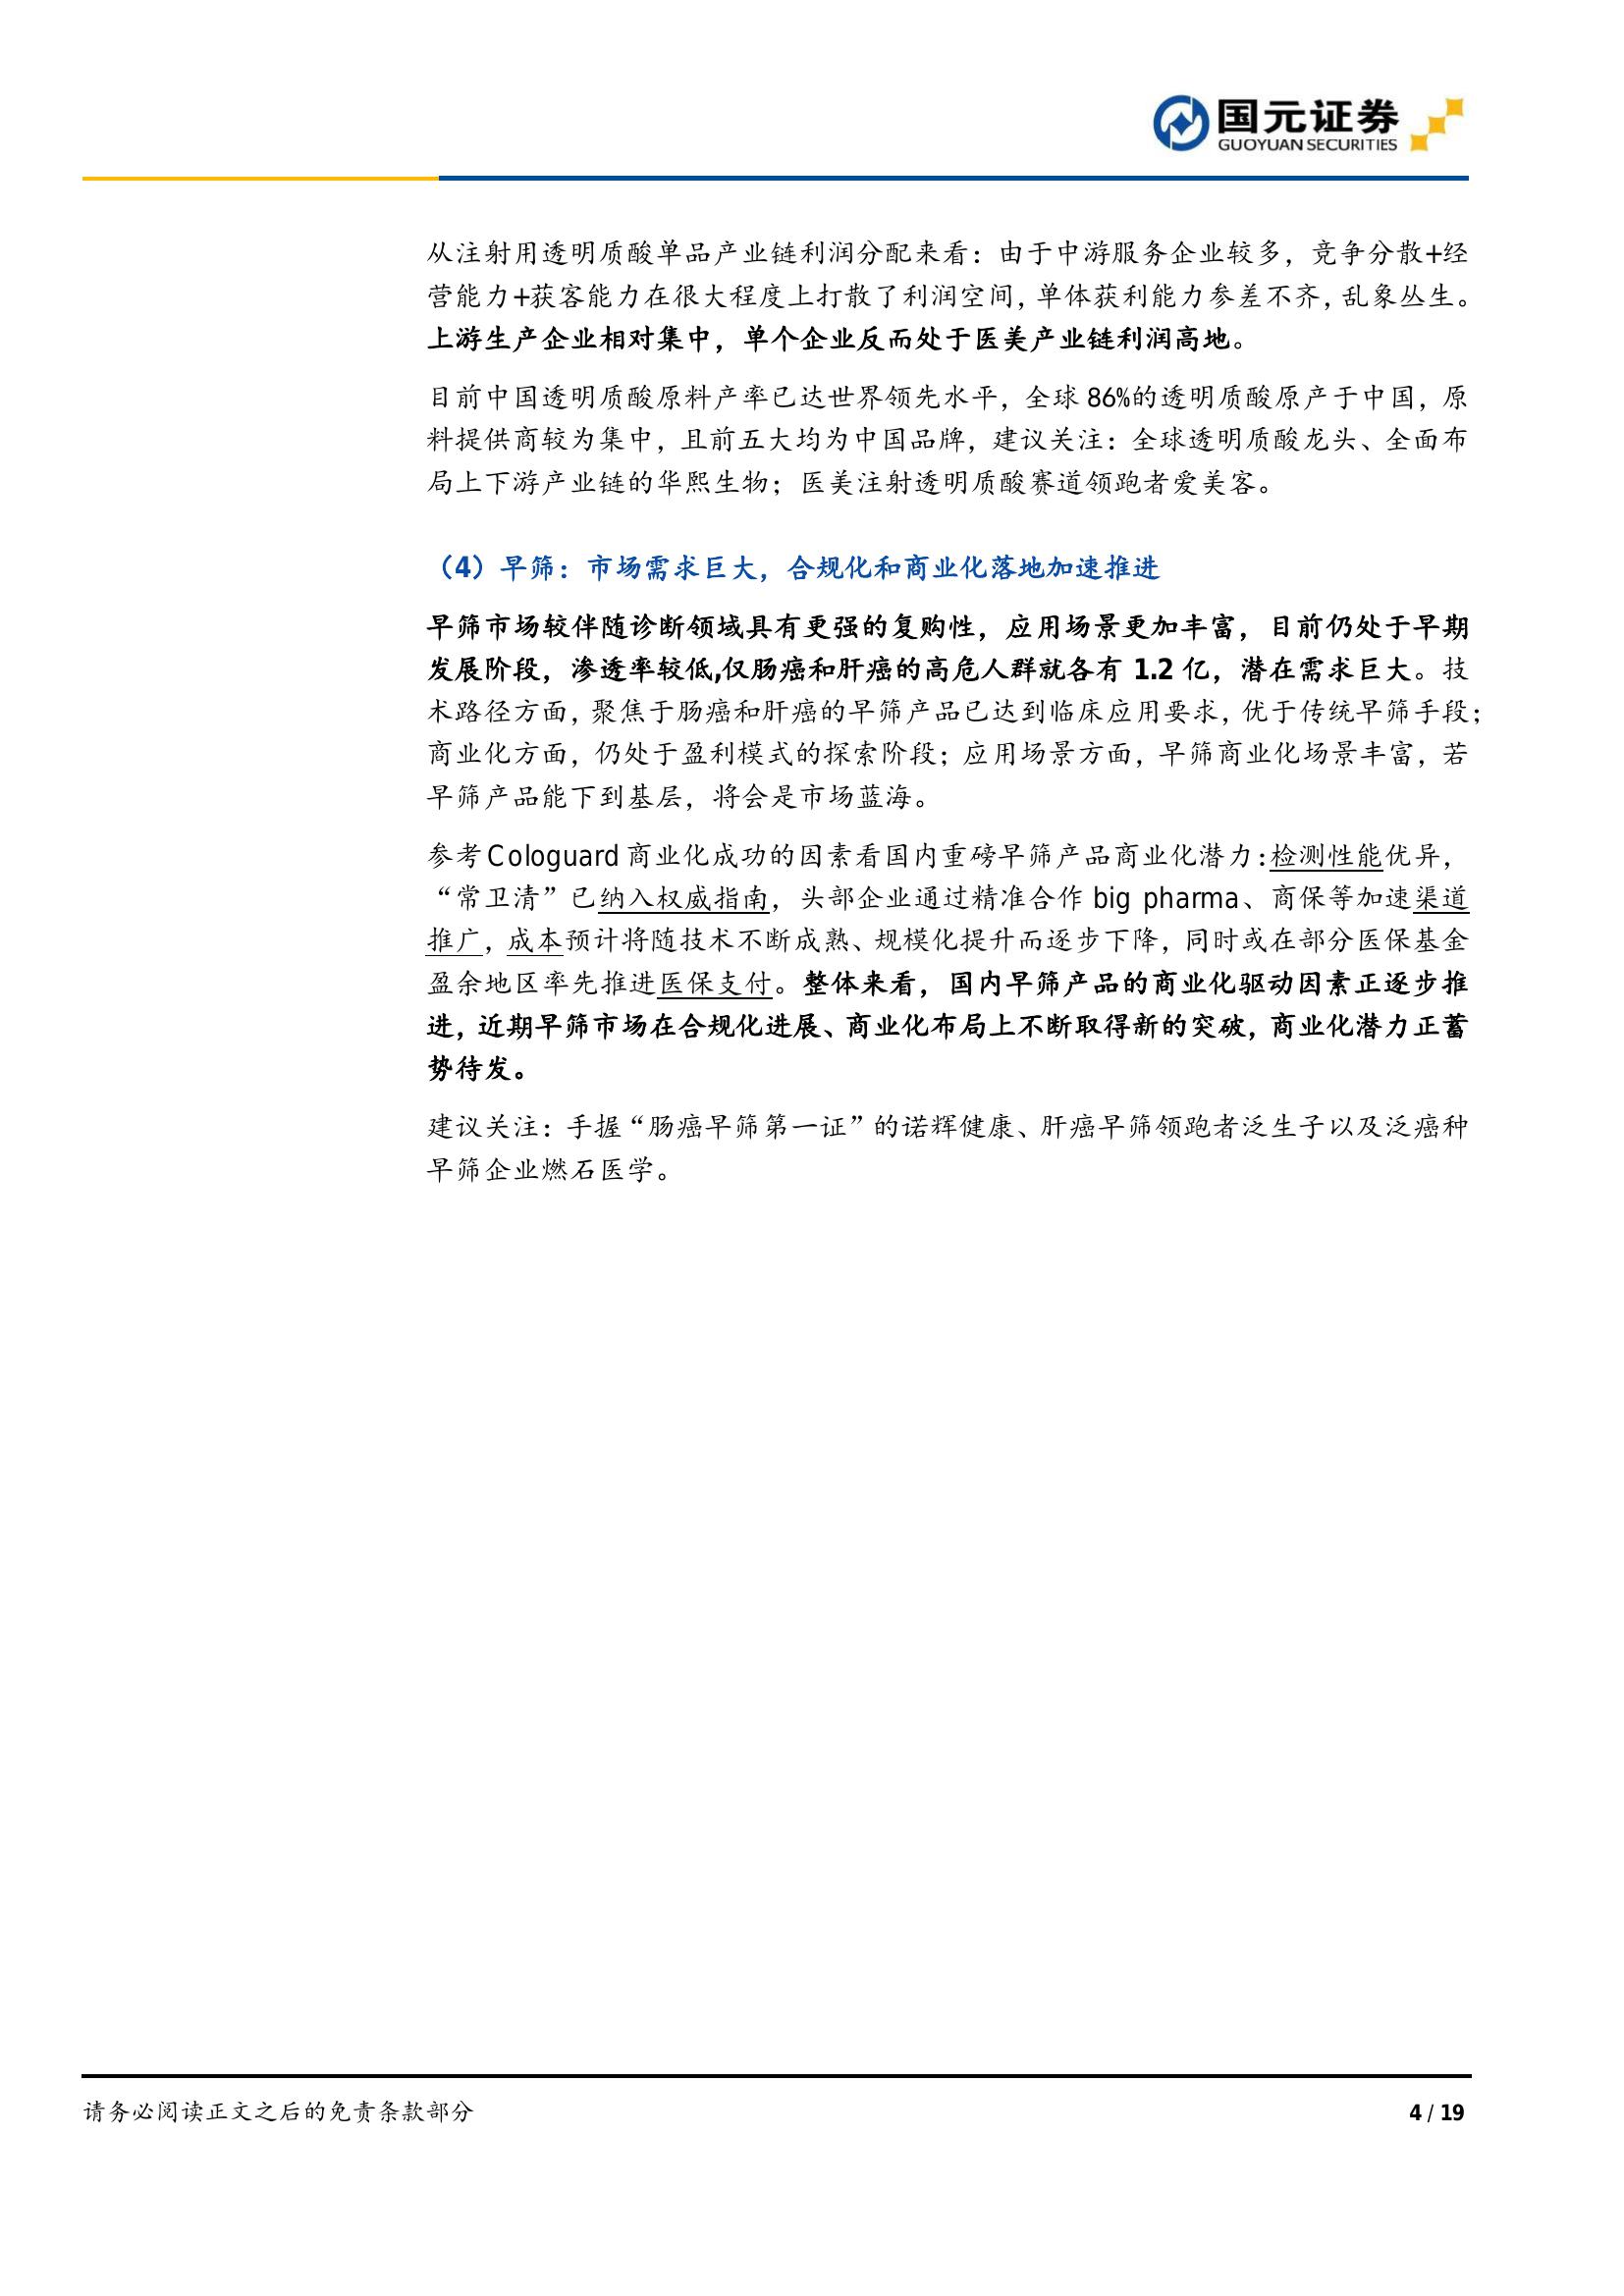 国元证券
GUOYUAN SECURITIES
从注射用透明质酸单品产业链利润分配来看：由于中游服务企业较多，竞争分散+经
营能力+获客能力在很大程度上打散了利润空间，单体获利能力参差不齐，乱象丛生。
上游生产企业相对集中，单个企业反而处于医美产业链利润高地。
目前中国透明质酸原料产率已达世界领先水平，全球 86%的透明质酸原产于中国，原
料提供商较为集中，且前五大均为中国品牌，建议关注：全球透明质酸龙头、全面布
局上下游产业链的华熙生物；医美注射透明质酸赛道领跑者爱美客。
（4）早筛：市场需求巨大，合规化和商业化落地加速推进
早筛市场较伴随诊断领域具有更强的复购性，应用场景更加丰富，目前仍处于早期
发展阶段，渗透率较低,仅肠癌和肝癌的高危人群就各有 1.2 亿，潜在需求巨大。技
术路径方面，聚焦于肠癌和肝癌的早筛产品已达到临床应用要求，优于传统早筛手段；
商业化方面，仍处于盈利模式的探索阶段；应用场景方面，早筛商业化场景丰富，若
早筛产品能下到基层，将会是市场蓝海。
参考 Cologuard 商业化成功的因素看国内重磅早筛产品商业化潜力：检测性能优异，
“常卫清”已纳入权威指南，头部企业通过精准合作 big pharma、商保等加速渠道
推广，成本预计将随技术不断成熟、规模化提升而逐步下降，同时或在部分医保基金
盈余地区率先推进医保支付。整体来看，国内早筛产品的商业化驱动因素正逐步推
进，近期早筛市场在合规化进展、商业化布局上不断取得新的突破，商业化潜力正蓄
势待发。
建议关注：手握“肠癌早筛第一证”的诺辉健康、肝癌早筛领跑者泛生子以及泛癌种
早筛企业燃石医学。
请务必阅读正文之后的免责条款部分
4 / 19